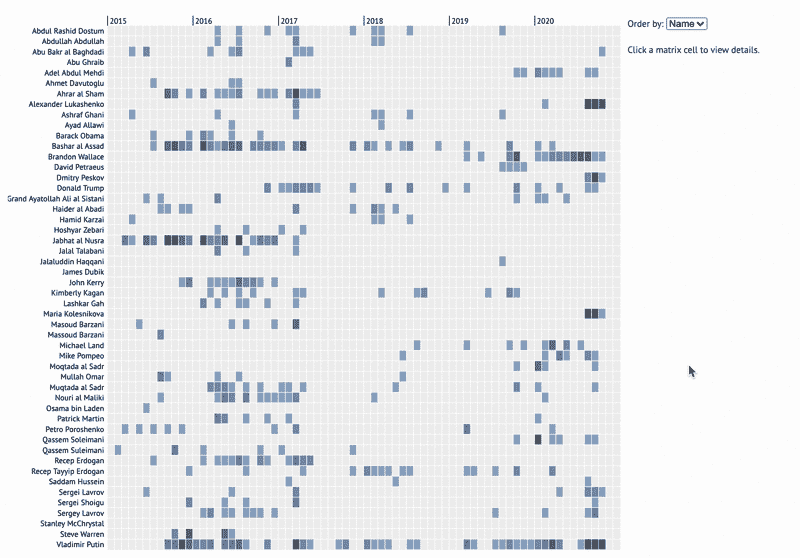 2015 2016 2017 2018 2019 2020
Order by: Name
Click a matrix cell to view details.
Abdul Rashid Dostum
Abdullah Abdullah
Abu Bakr al Baghdadi
Abu Ghraib
Adel Abdul Mehdi
Ahmet Davutoglu
Ahrar al Sham
Alexander Lukashenko
Ashraf Ghani
Ayad Allawi
Barack Obama
Bashar al Assad
Brandon Wallace
David Petraeus
Dmitry Peskov
Donald Trump
Grand Ayatollah Ali al Sistani
Haider al Abadi
Hamid Karzai
Hoshyar Zebari
Jabhat al Nusra
Jalal Talabani
Jalaluddin Haqqani
James Dubik
John Kerry
Kimberly Kagan
Lashkar Gah
Maria Kolesnikova
Masoud Barzani
Massoud Barzani
Michael Land
Mike Pompeo
Moqtada al Sadr
Mullah Omar
Muqtada al Sadr
Nouri al Maliki
Osama bin Laden
Patrick Martin
Petro Poroshenko
Qassem Soleimani
Qassem Suleimani
Recep Erdogan
Recep Tayyip Erdogan
Saddam Hussein
Sergei Lavrov
Sergei Shoigu
Sergey Lavrov
Stanley McChrystal
Steve Warren
Vladimir Putin